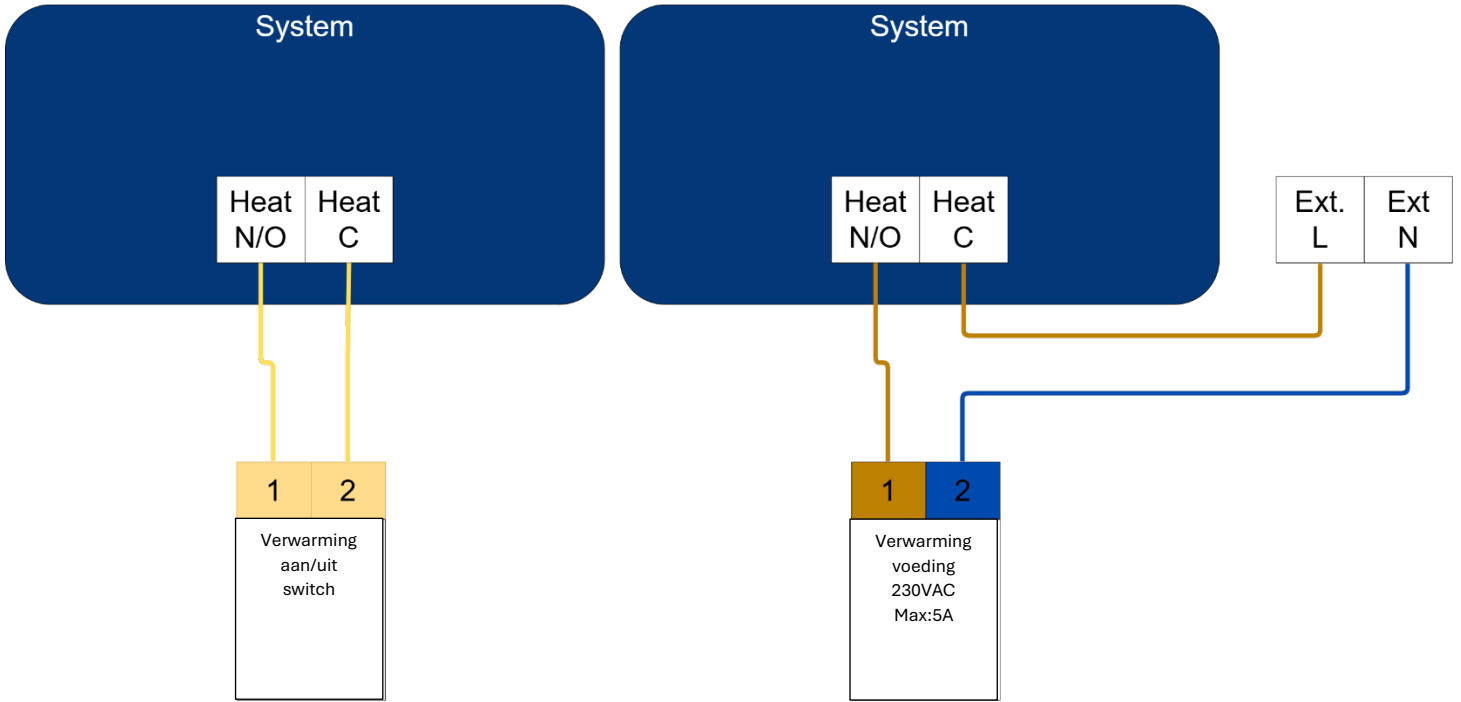 System
Heat
N/O
Heat
C
1
2
Verwarming
aan/uit
switch
System
Heat
N/O
Heat
C
Ext.
L
Ext
N
1
2
Verwarming
voeding
230VAC
Max:5A